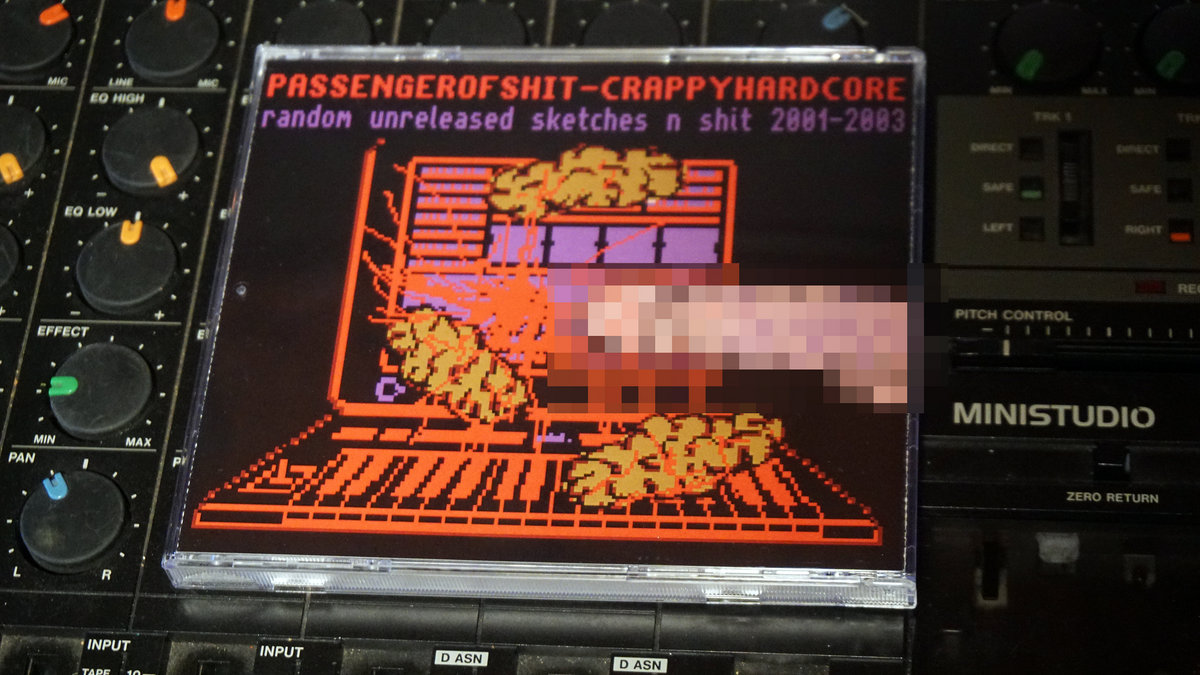 MIC
LINE
MIC
EQ HIGH
EQ LOW
EFFECT
MIN
MAX
PAN
L
R
PASSENGEROFSHIT-CRAPPYHARDCORE
random unreleased sketches n shit 2001-2003
MIN
MAX
MIN
TRK 1
DIRECT
DIRECT
SAFE
SAFE
LEFT
RIGHT
PITCH CONTROL
MINISTUDIO
ZERO RETURN
INPUT
INPUT
D ASN
D ASN